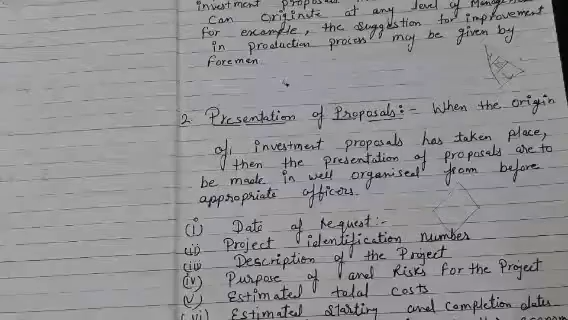 investment propos
can originate at any level of Manage
for example, the suggestion for improvement
in production process may be given by
foremen.
2 Presentation of Proposals:- When the origin
of, investment proposals has taken place,
then the presentation of proposals are to
be made in well organised from before
appropriate officers.
(i) Date of request:-
(ii) Project identification number
(iii) Description of the Project
(iv) Purpose of and Risks for the Project
(v) Estimated total costs
(vi) Estimated starting and completion dates